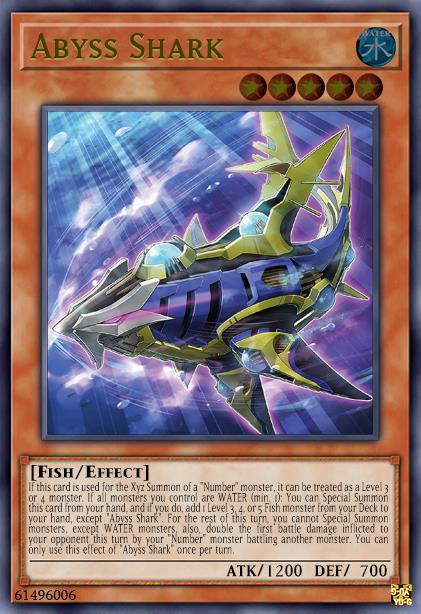 ABYSS SHARK
WATER
水
[FISH/EFFECT]
If this card is used for the Xyz Summon of a "Number" monster, it can be treated as a Level 3
or 4 monster. If all monsters you control are WATER (min. 1): You can Special Summon
this card from your hand, and if you do, add 1 Level 3, 4, or 5 Fish monster from your Deck to
your hand, except "Abyss Shark". For the rest of this turn, you cannot Special Summon
monsters, except WATER monsters, also, double the first battle damage inflicted to
your opponent this turn by your "Number" monster battling another monster. You can
only use this effect of "Abyss Shark" once per turn.
ATK/1200 DEF/ 700
61496006